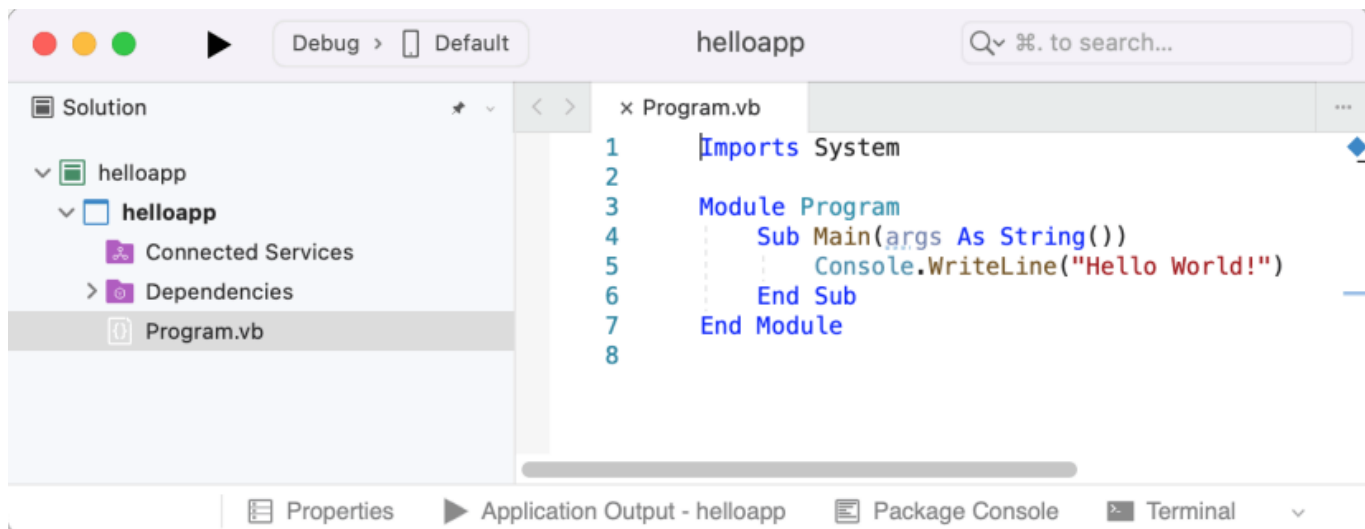 Debug > Default
helloapp
⌘. to search...
Solution
helloapp
helloapp
Connected Services
Dependencies
Program.vb
× Program.vb
1 Imports System
2
3 Module Program
4 Sub Main(args As String())
5 Console.WriteLine("Hello World!")
6 End Sub
7 End Module
8
Properties
Application Output - helloapp
Package Console
Terminal